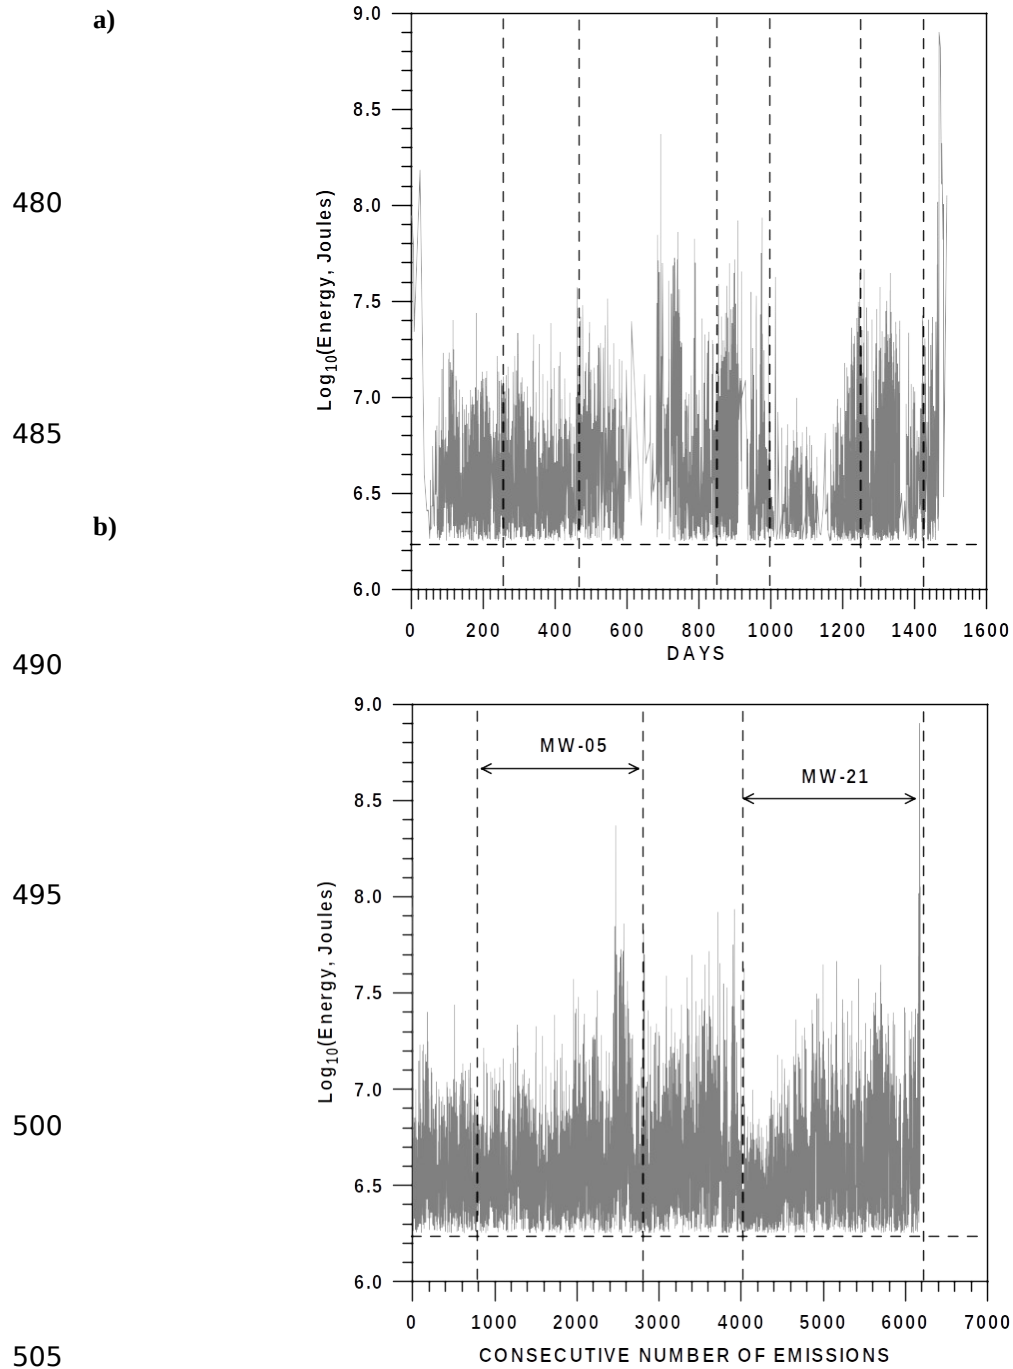 a)
9.0
8.5
480
8.0
7.5
Log10(Energy, Joules)
7.0
485
6.5
b)
6.0
0 200 400 600 800 1000 1200 1400 1600
DAYS
490
9.0
MW-05
MW-21
8.5
495
8.0
7.5
Log10(Energy, Joules)
7.0
500
6.5
6.0
0 1000 2000 3000 4000 5000 6000 7000
505
CONSECUTIVE NUMBER OF EMISSIONS